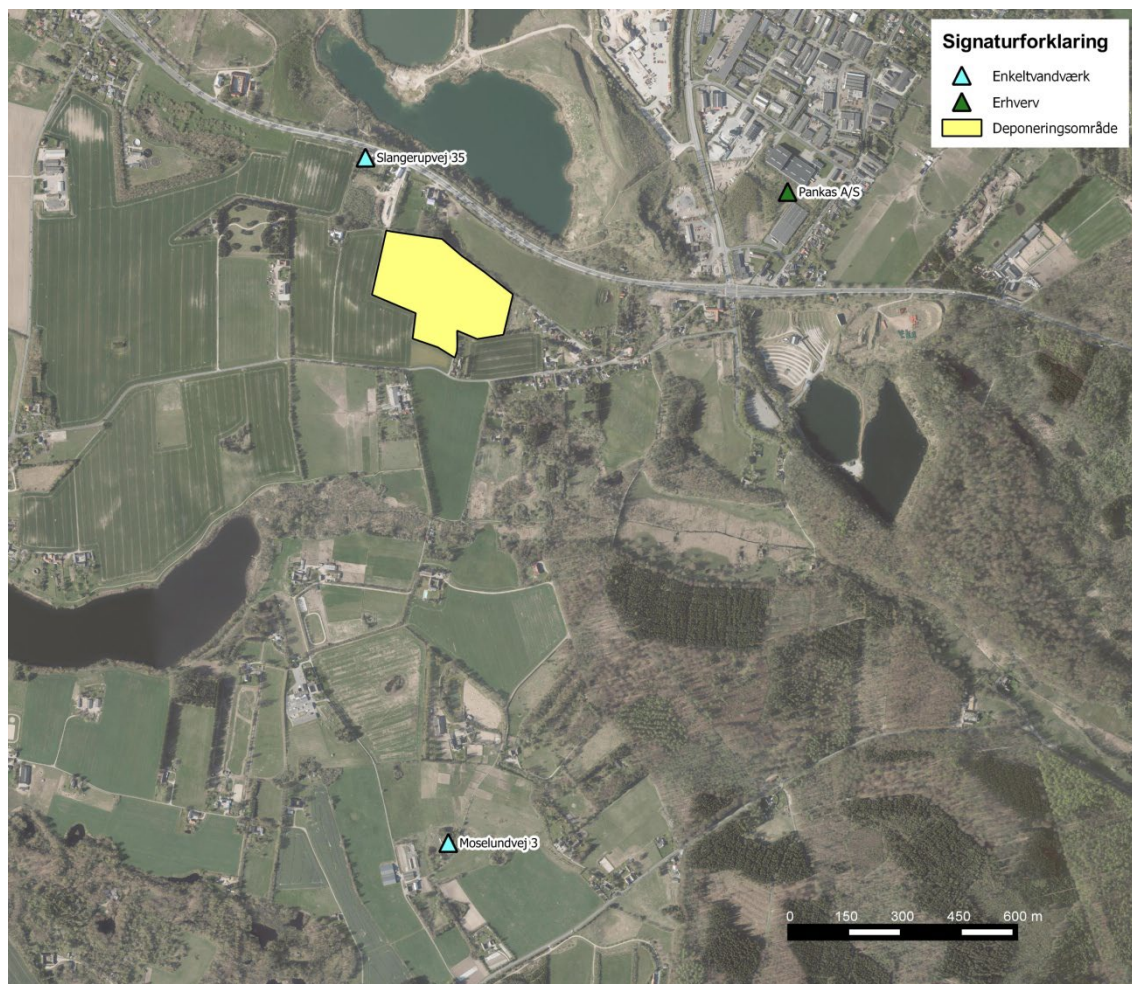 Signaturforklaring
Enkeltvandværk
Erhverv
Deponeringsområde
Slangerupvej 35
Pankas A/S
Moselundvej 3
0 150 300 450 600 m